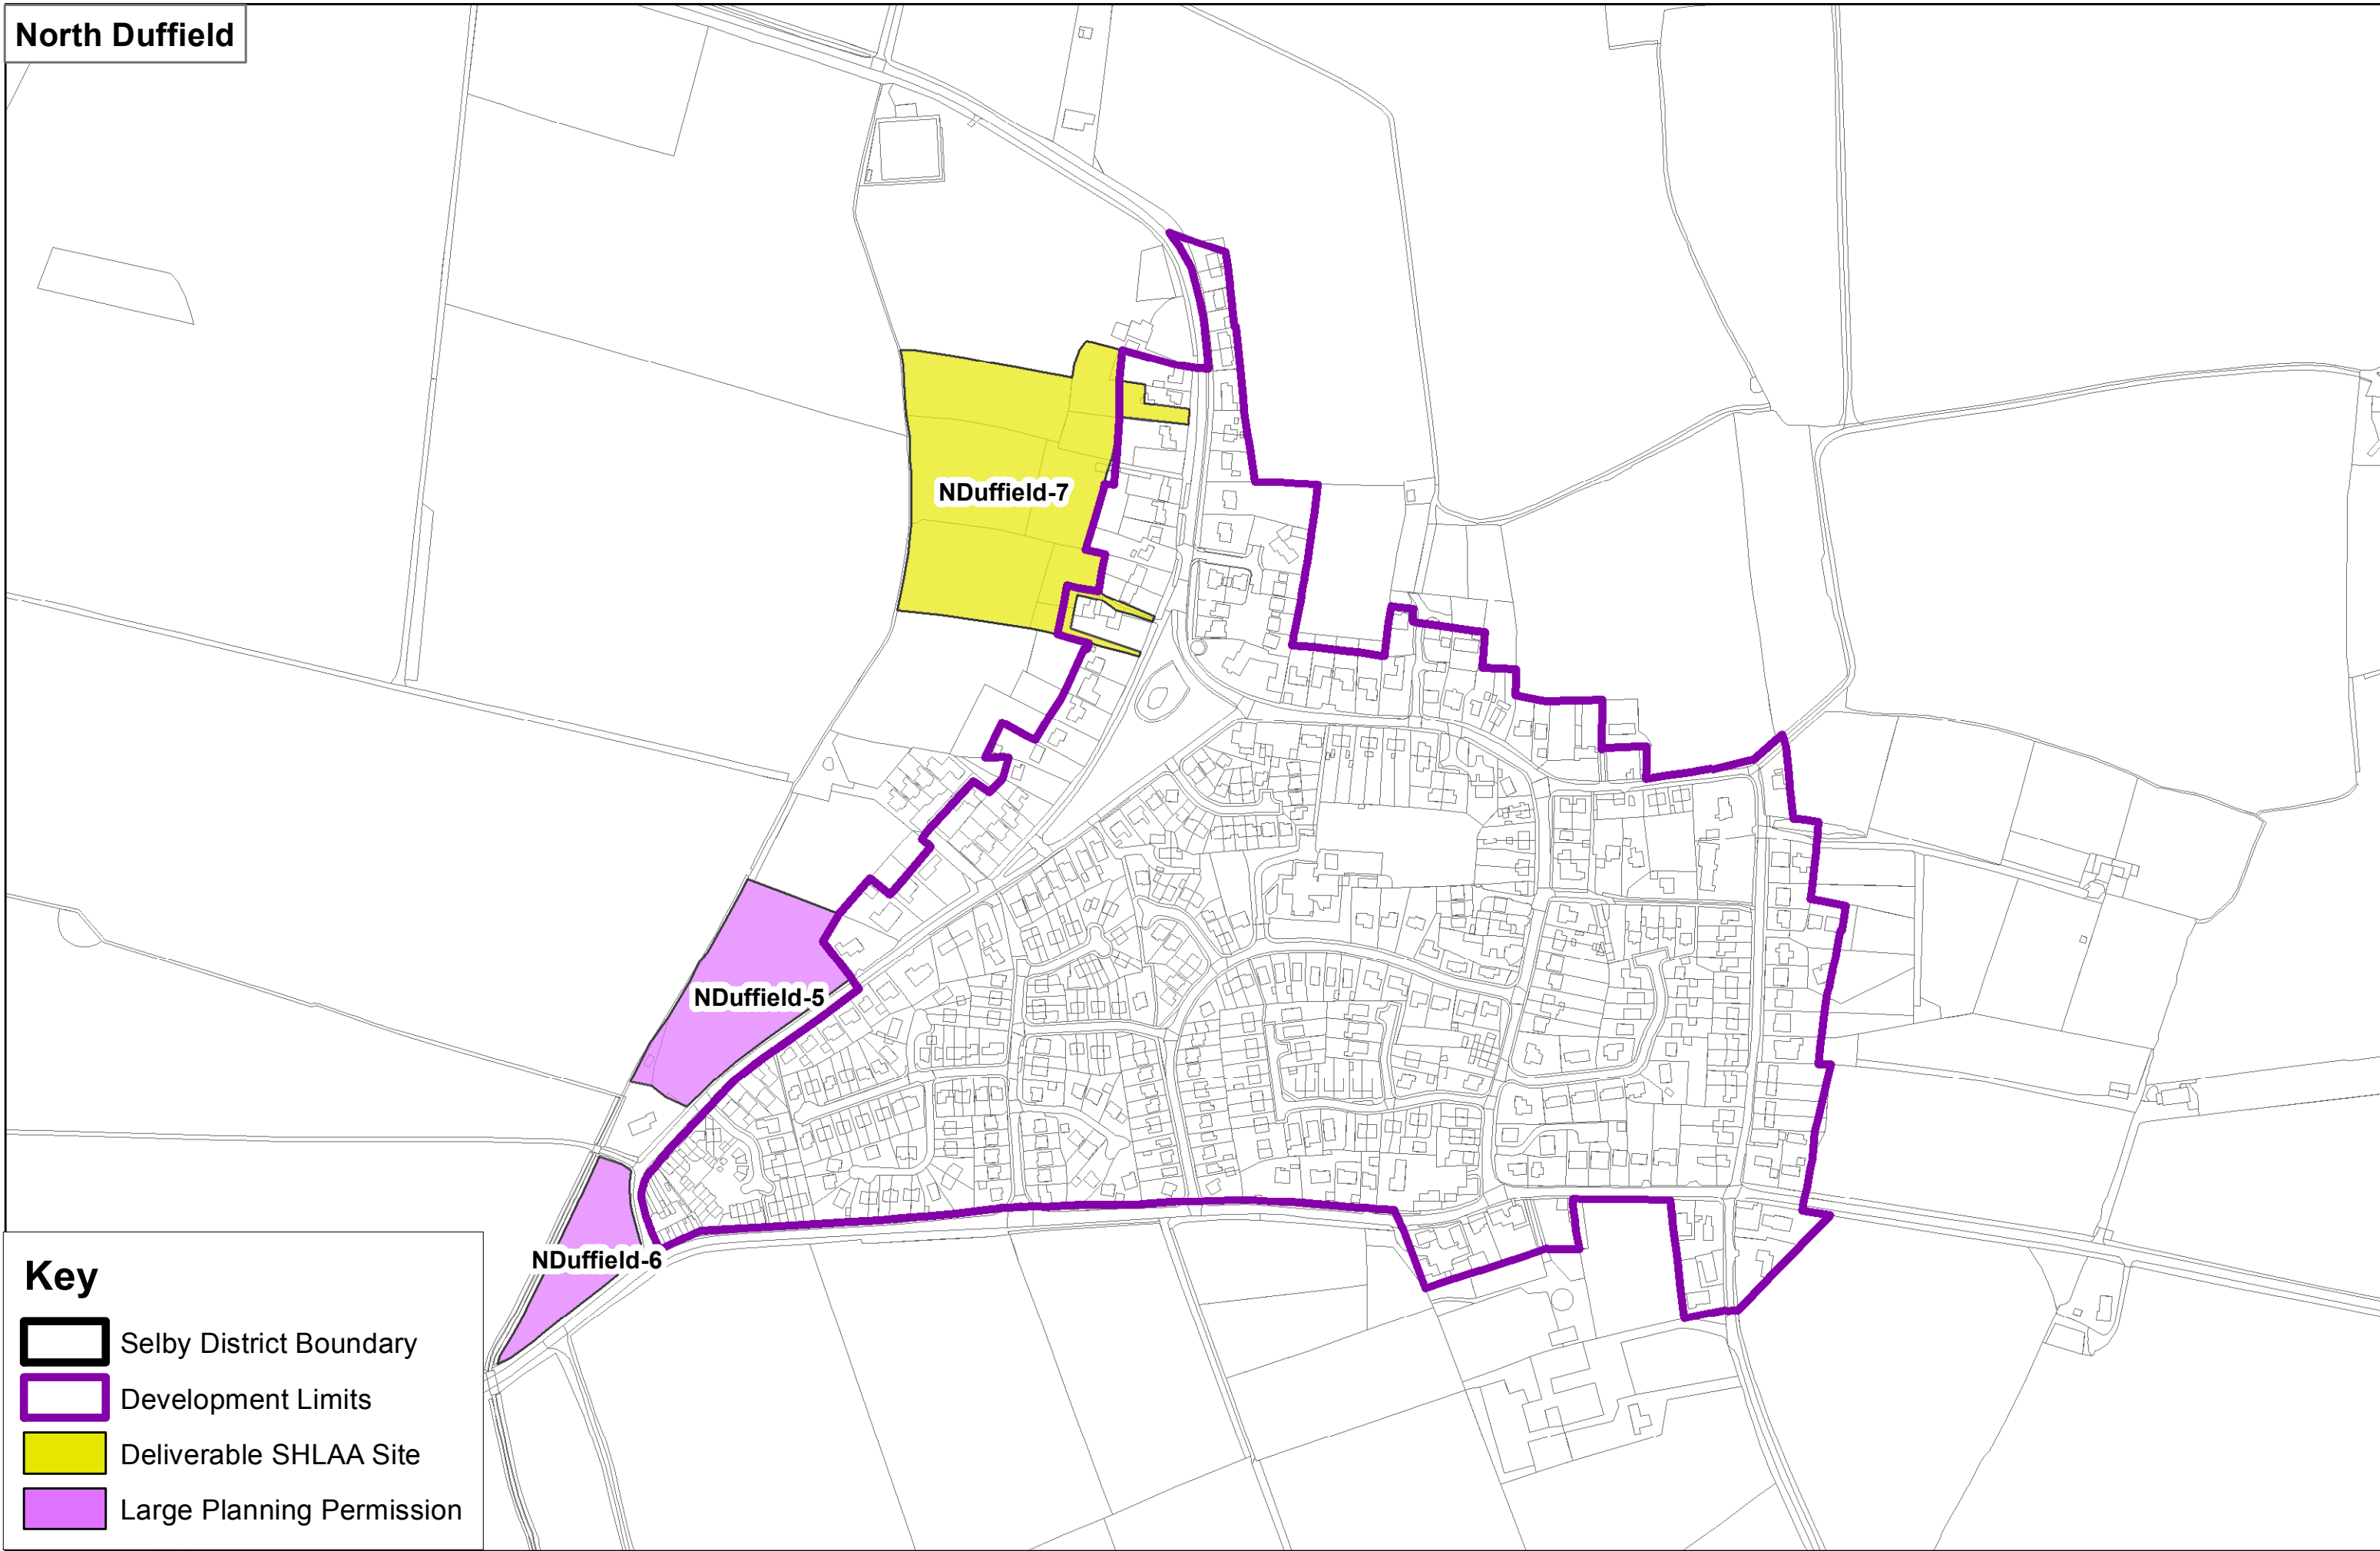 North Duffield
NDuffield-7
NDuffield-5
NDuffield-6
Key
Selby District Boundary
Development Limits
Deliverable SHLAA Site
Large Planning Permission